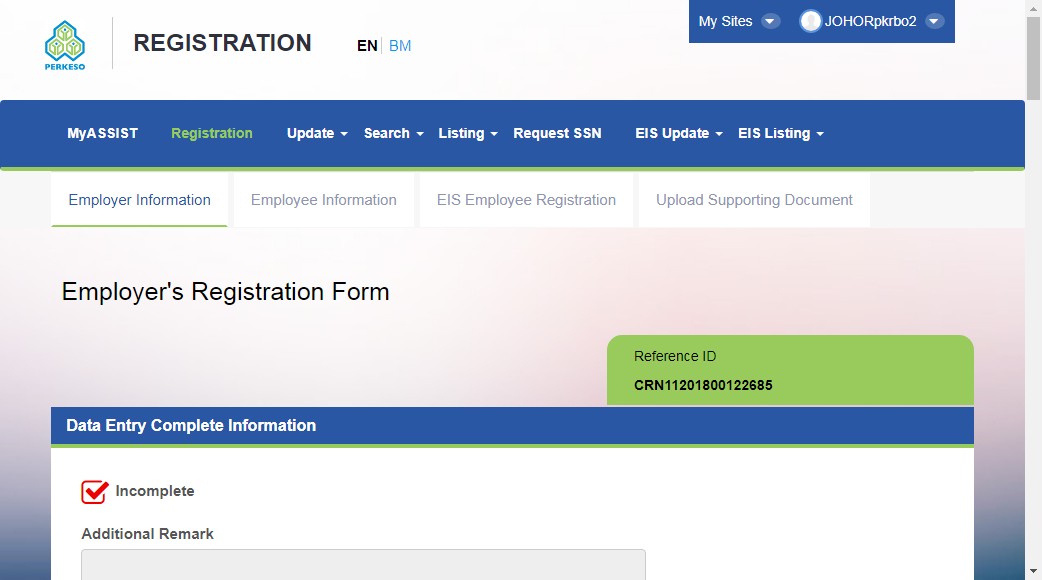 My Sites JOHORpkrbo2
PERKESO
REGISTRATION
EN BM
MyASSIST Registration Update Search Listing Request SSN EIS Update EIS Listing
Employer Information Employee Information EIS Employee Registration Upload Supporting Document
Employer's Registration Form
Reference ID
CRN11201800122685
Data Entry Complete Information
Incomplete
Additional Remark